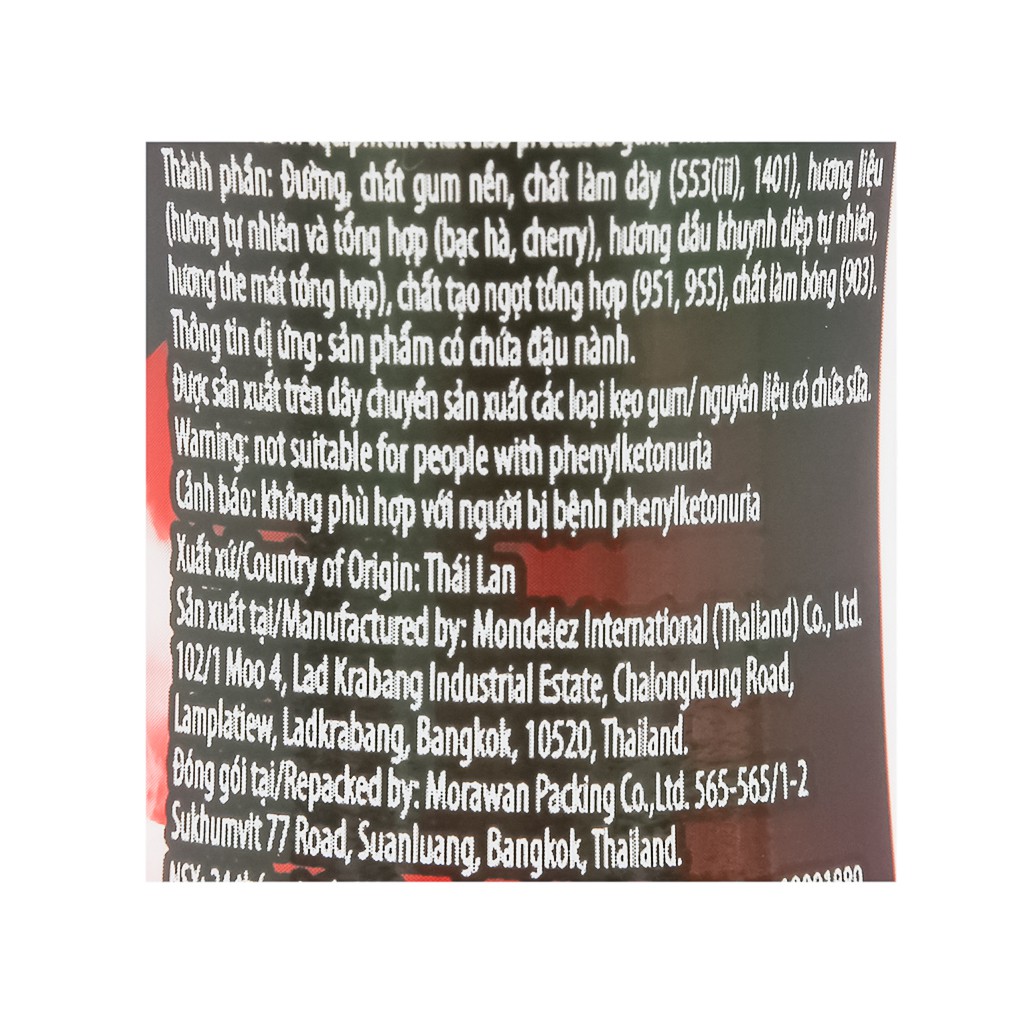 Thành phần: Đường, chất gum nền, chất làm dày (553(iii), 1401), hương liệu
(hương tự nhiên và tổng hợp (bạc hà, cherry), hương dầu khuynh diệp tự nhiên,
hương the mát tổng hợp), chất tạo ngọt tổng hợp (951, 955), chất làm bóng (903).
Thông tin dị ứng: sản phẩm có chứa đậu nành.
Được sản xuất trên dây chuyền sản xuất các loại kẹo gum/ nguyên liệu có chứa sữa.
Warning: not suitable for people with phenylketonuria
Cảnh báo: không phù hợp với người bị bệnh phenylketonuria
Xuất xứ/Country of Origin: Thái Lan
Sản xuất tại/Manufactured by: Mondelez International (Thailand) Co., Ltd.
102/1 Moo 4, Lad Krabang Industrial Estate, Chalongkrung Road,
Lamplatiew, Ladkrabang, Bangkok, 10520, Thailand.
Đóng gói tại/Repacked by: Morawan Packing Co.,Ltd. 565-565/1-2
Sukhumvit 77 Road, Suanluang, Bangkok, Thailand.